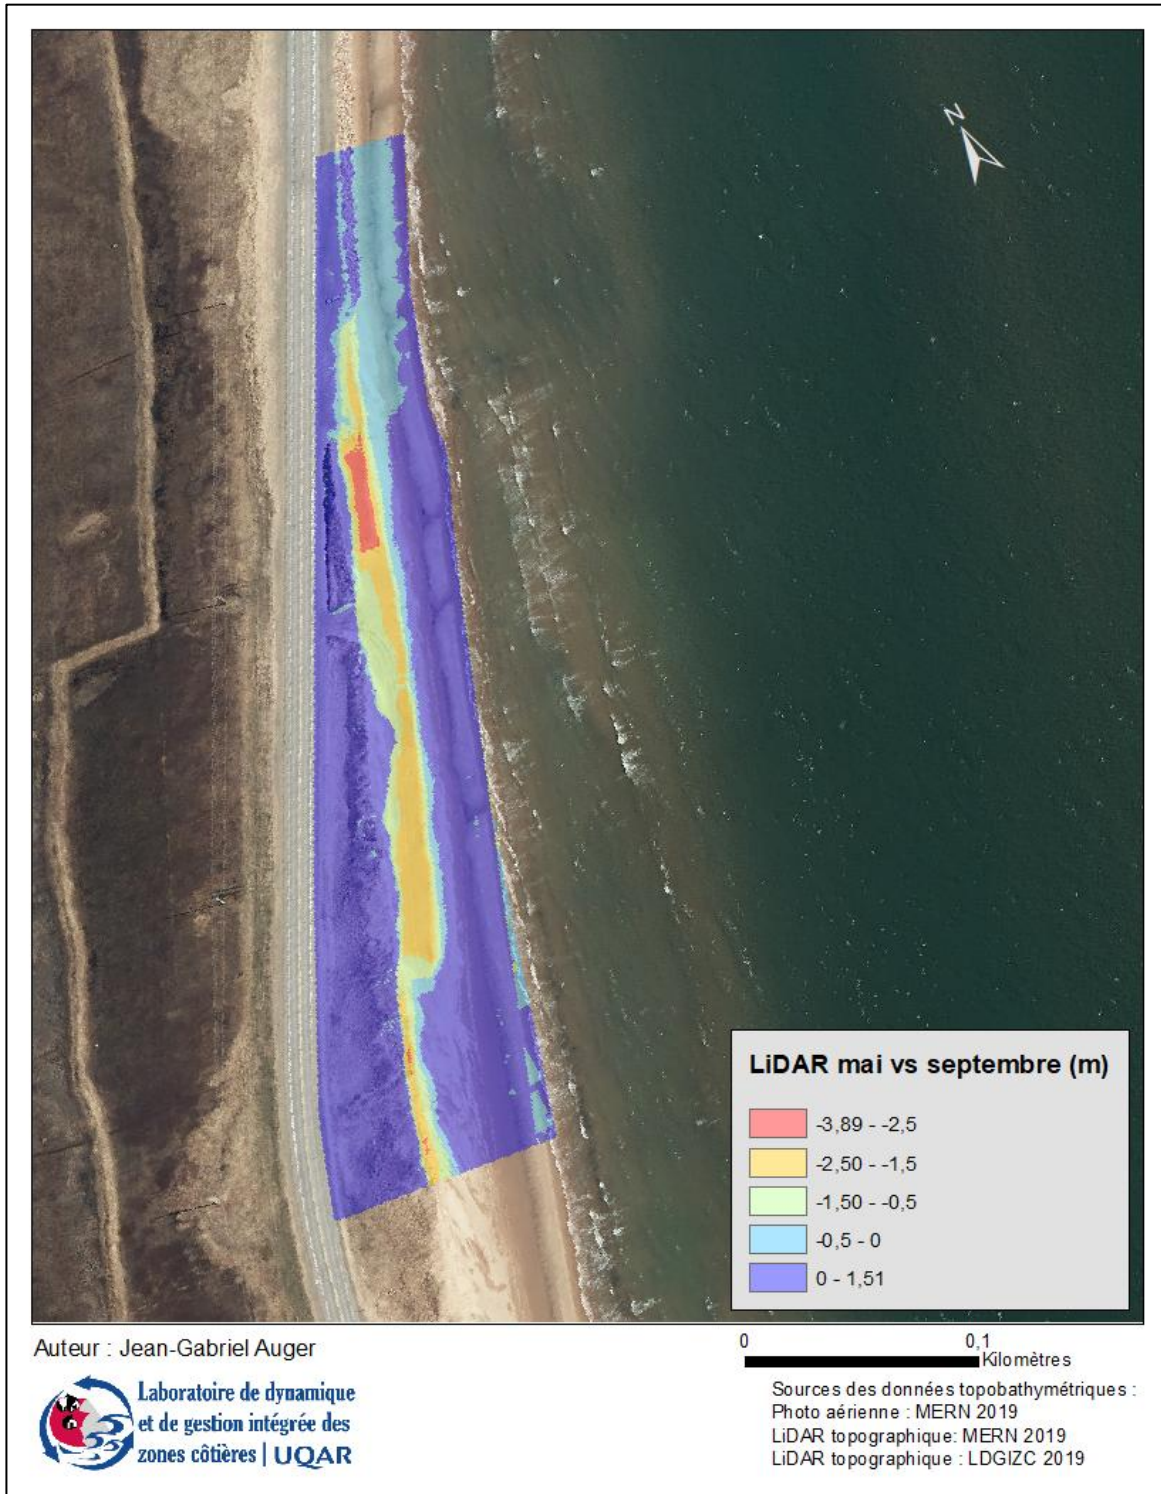 N
LiDAR mai vs septembre (m)
-3,89 - -2,5
-2,50 - -1,5
-1,50 - -0,5
-0,5 - 0
0 - 1,51
Auteur : Jean-Gabriel Auger
0 0,1
Kilomètres
Laboratoire de dynamique
et de gestion intégrée des
zones côtières | UQAR
Sources des données topobathymétriques :
Photo aérienne : MERN 2019
LiDAR topographique: MERN 2019
LiDAR topographique : LDGIZC 2019